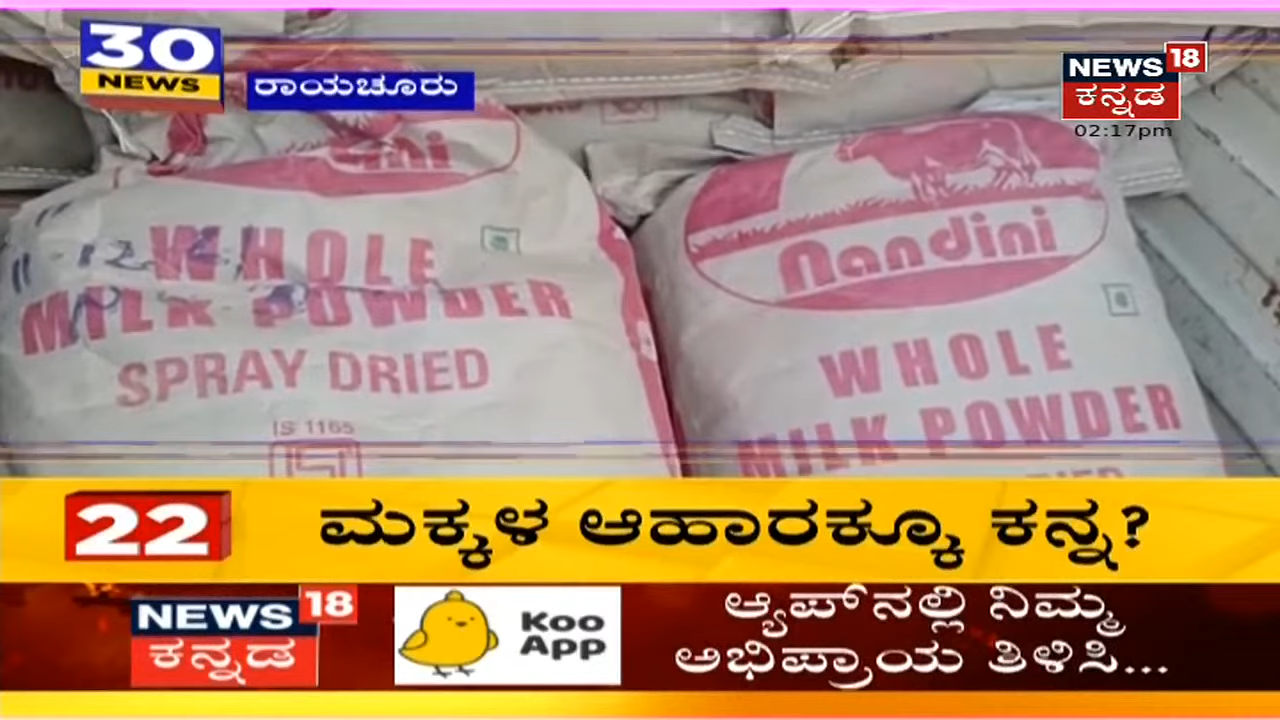 30
NEWS
ರಾಯಚೂರು
NEWS 18
ಕನ್ನಡ
02:17pm
WHOLE
MILK POWDER
SPRAY DRIED
IS 1165
Nandini
WHOLE
MILK POWDER
22
ಮಕ್ಕಳ ಆಹಾರಕ್ಕೂ ಕನ್ನ?
NEWS 18
ಕನ್ನಡ
Koo
App
ಆ್ಯಪ್‌ನಲ್ಲಿ ನಿಮ್ಮ
ಅಭಿಪ್ರಾಯ ತಿಳಿಸಿ...